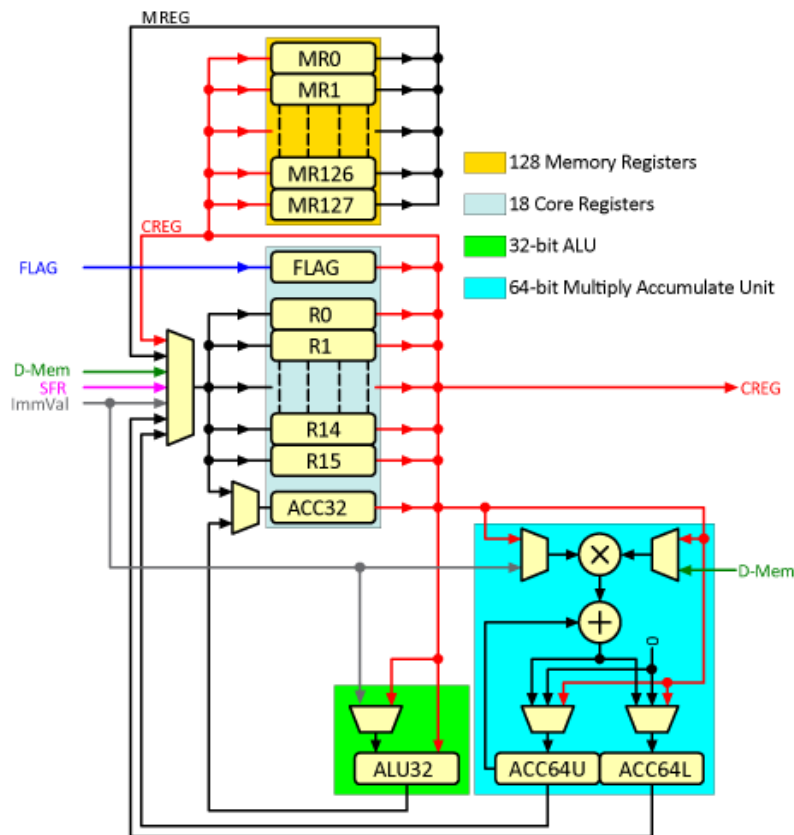 MREG
MR0
MR1
MR126
MR127
128 Memory Registers
18 Core Registers
32-bit ALU
64-bit Multiply Accumulate Unit
CREG
FLAG
FLAG
R0
R1
D-Mem
SFR
ImmVal
CREG
R14
R15
ACC32
×
D-Mem
+
0
ALU32
ACC64U
ACC64L